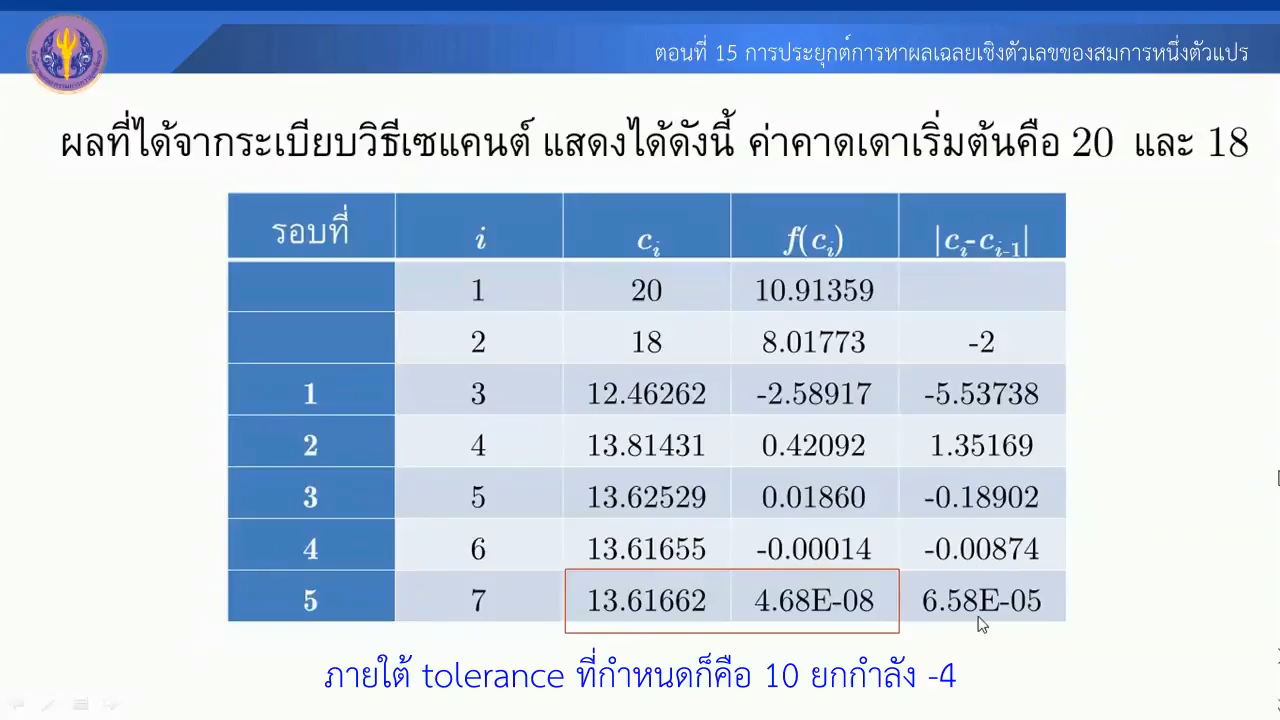 ตอนที่ 15 การประยุกต์การหาผลเฉลยเชิงตัวเลขของสมการหนึ่งตัวแปร
ผลที่ได้จากระเบียบวิธีเซแคนต์ แสดงได้ดังนี้ ค่าคาดเดาเริ่มต้นคือ 20 และ 18
รอบที่ i c_i f(c_i) |c_i-c_{i-1}|
1 20 10.91359
2 18 8.01773 -2
1 3 12.46262 -2.58917 -5.53738
2 4 13.81431 0.42092 1.35169
3 5 13.62529 0.01860 -0.18902
4 6 13.61655 -0.00014 -0.00874
5 7 13.61662 4.68E-08 6.58E-05
ภายใต้ tolerance ที่กำหนดก็คือ 10 ยกกำลัง -4